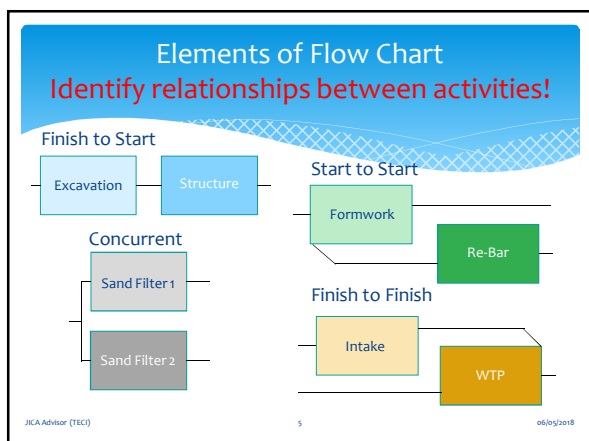 Elements of Flow Chart
Identify relationships between activities!
Finish to Start
Excavation
Structure
Concurrent
Sand Filter 1
Sand Filter 2
Start to Start
Formwork
Re-Bar
Finish to Finish
Intake
WTP
JICA Advisor (TECI)
5
06/05/2018